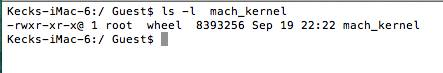 Kecks-iMac-6:/ Guest$ ls -l  mach_kernel
-rwxr-xr-x@ 1 root  wheel  8393256 Sep 19 22:22 mach_kernel
Kecks-iMac-6:/ Guest$